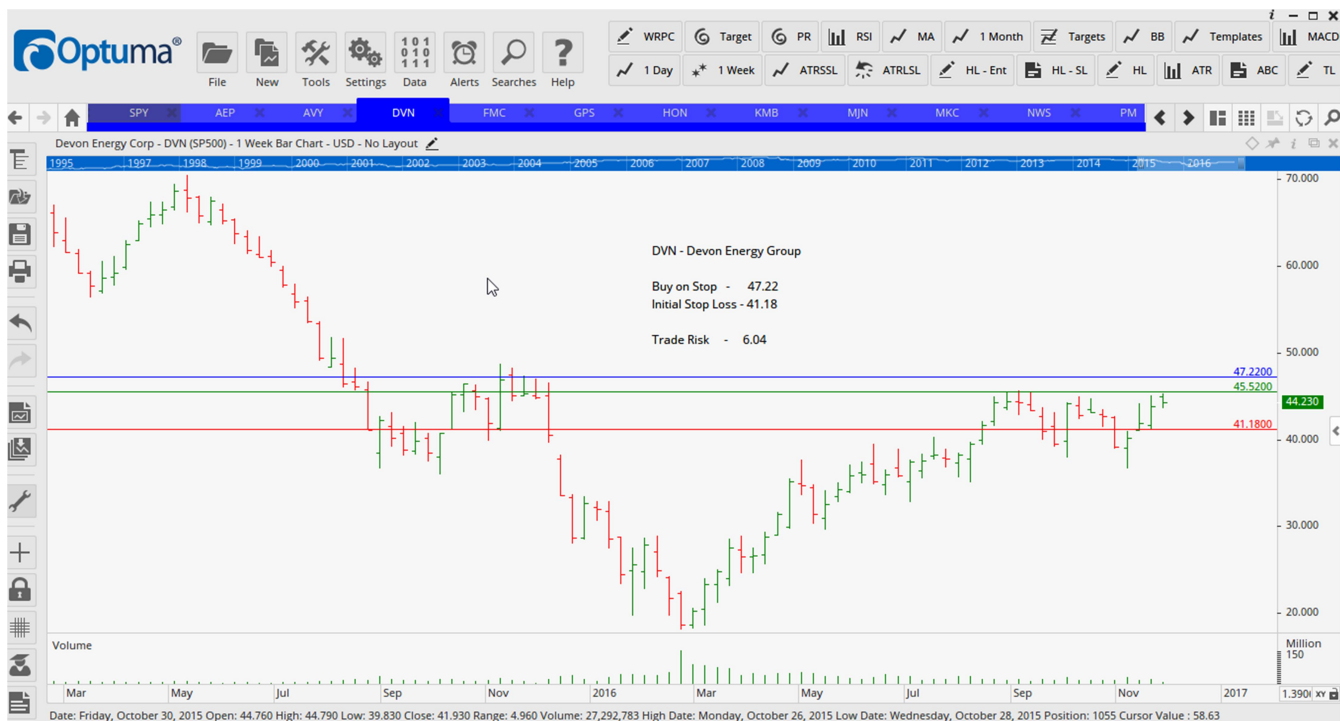 i
Optuma®
File
New
Tools
Settings
101
010
111
Data
Alerts
Searches
?
Help
WRPC
Target
PR
RSI
MA
1 Month
Targets
BB
Templates
MACD
1 Day
1 Week
ATRSSL
ATRLSL
HL - Ent
HL - SL
HL
ATR
ABC
TL
SPY
AEP
AVY
DVN
FMC
GPS
HON
KMB
MJN
MKC
NWS
PM
Devon Energy Corp - DVN (SP500) - 1 Week Bar Chart - USD - No Layout
i
1995 1997 1998 1999 2000 2001 2002 2003 2004 2005 2006 2007 2008 2009 2010 2011 2012 2013 2014 2015 2016
70.000
DVN - Devon Energy Group
60.000
Buy on Stop - 47.22
Initial Stop Loss - 41.18
Trade Risk - 6.04
50.000
47.2200
45.5200
44.230
41.1800
40.000
30.000
20.000
Volume
Million
150
Mar May Jul Sep Nov 2016 Mar May Jul Sep Nov 2017
XY
Date: Friday, October 30, 2015 Open: 44.760 High: 44.790 Low: 39.830 Close: 41.930 Range: 4.960 Volume: 27,292,783 High Date: Monday, October 26, 2015 Low Date: Wednesday, October 28, 2015 Position: 1055 Cursor Value : 58.63